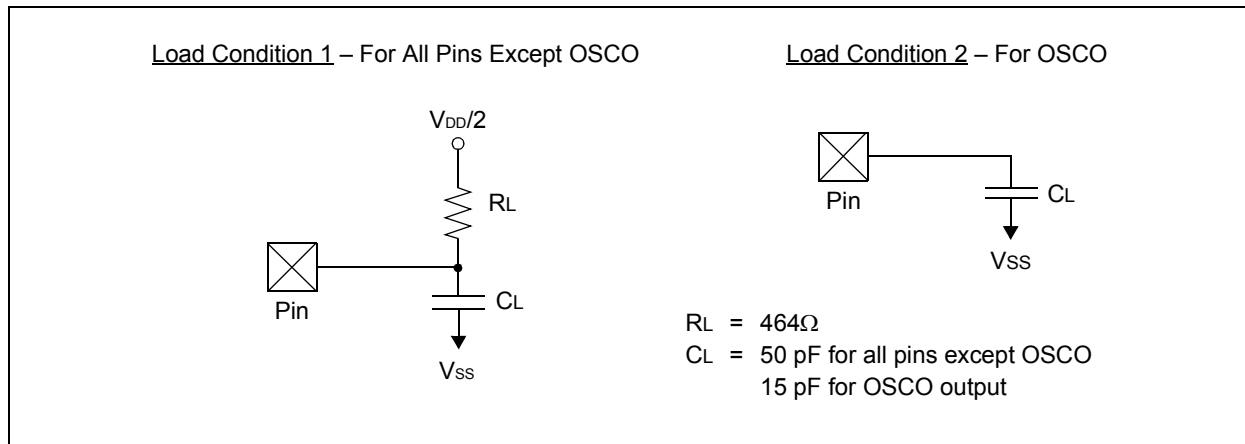 Load Condition 1 – For All Pins Except OSCO
VDD/2
RL
Pin
CL
VSS
Load Condition 2 – For OSCO
Pin
CL
VSS
RL = 464Ω
CL = 50 pF for all pins except OSCO
15 pF for OSCO output